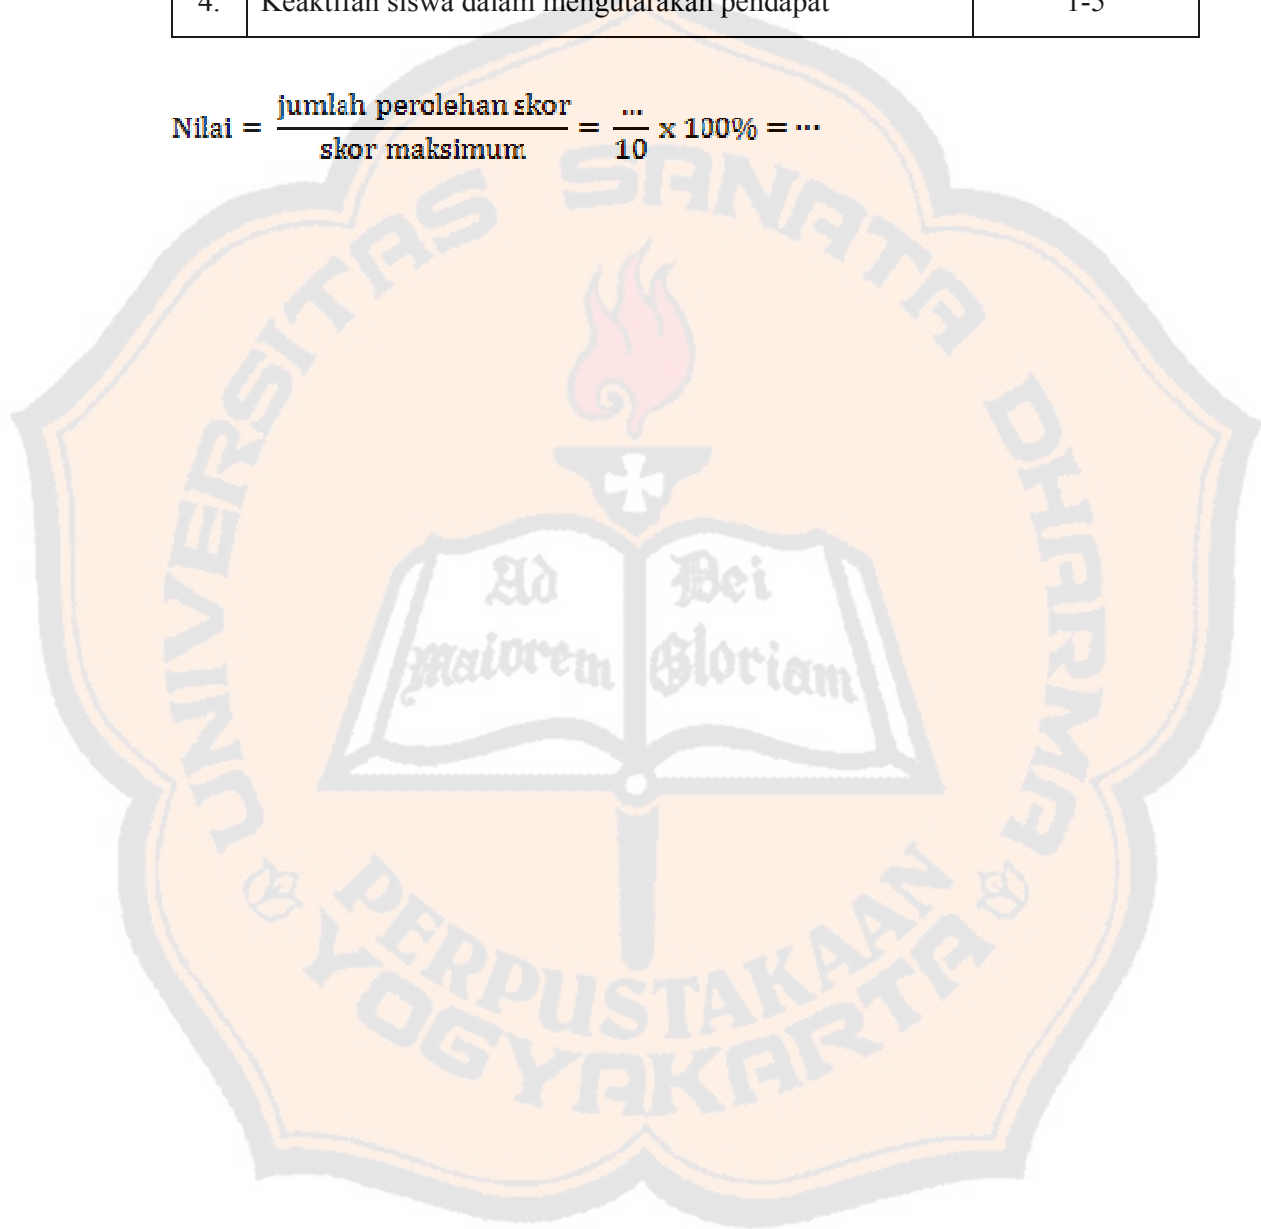 4. Keaktifan siswa dalam mengutarakan pendapat 1-5
Nilai = jumlah perolehan skor / skor maksimum = ... / 10 x 100% = ...
UNIVERSITAS SANATA DHARMA
Ad Dei
Maiorem Gloriam
PERPUSTAKAAN
YOGYAKARTA